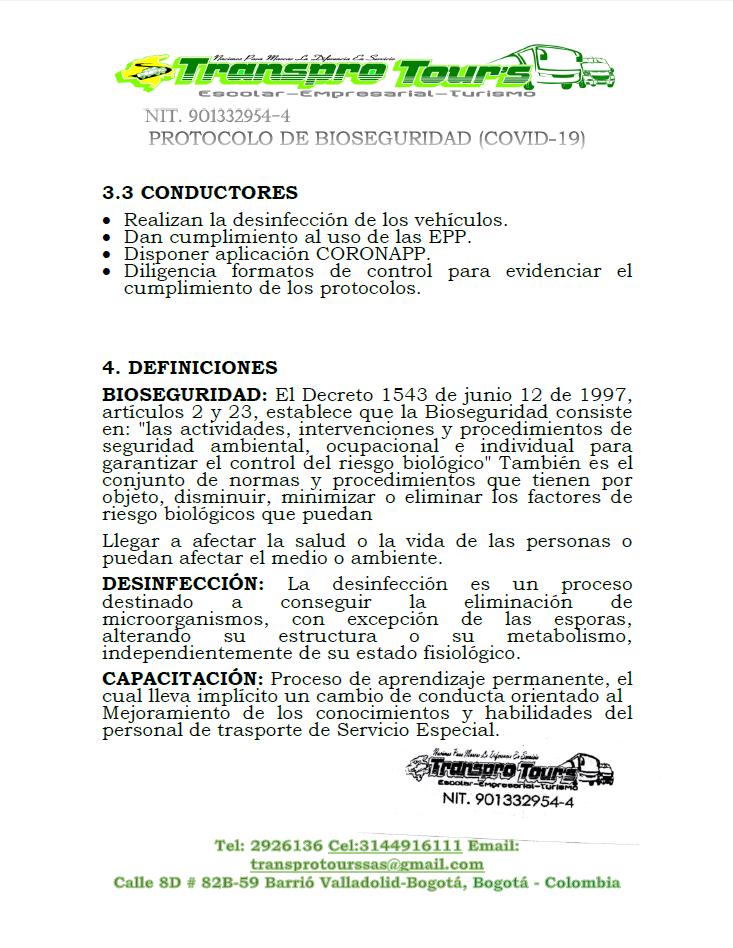 Nacimos Para Marcar La Diferencia En Servicio
Transpro Tour's
Escolar-Empresarial-Turismo
NIT. 901332954-4
PROTOCOLO DE BIOSEGURIDAD (COVID-19)
3.3 CONDUCTORES
• Realizan la desinfección de los vehículos.
• Dan cumplimiento al uso de las EPP.
• Disponer aplicación CORONAPP.
• Diligencia formatos de control para evidenciar el
cumplimiento de los protocolos.
4. DEFINICIONES
BIOSEGURIDAD: El Decreto 1543 de junio 12 de 1997,
artículos 2 y 23, establece que la Bioseguridad consiste
en: "las actividades, intervenciones y procedimientos de
seguridad ambiental, ocupacional e individual para
garantizar el control del riesgo biológico" También es el
conjunto de normas y procedimientos que tienen por
objeto, disminuir, minimizar o eliminar los factores de
riesgo biológicos que puedan
Llegar a afectar la salud o la vida de las personas o
puedan afectar el medio o ambiente.
DESINFECCIÓN: La desinfección es un proceso
destinado a conseguir la eliminación de
microorganismos, con excepción de las esporas,
alterando su estructura o su metabolismo,
independientemente de su estado fisiológico.
CAPACITACIÓN: Proceso de aprendizaje permanente, el
cual lleva implícito un cambio de conducta orientado al
Mejoramiento de los conocimientos y habilidades del
personal de trasporte de Servicio Especial.
Nacimos Para Marcar La Diferencia En Servicio
Transpro Tour's
Escolar-Empresarial-Turismo
NIT. 901332954-4
Tel: 2926136 Cel:3144916111 Email:
transprotourssas@gmail.com
Calle 8D # 82B-59 Barrió Valladolid-Bogotá, Bogotá - Colombia